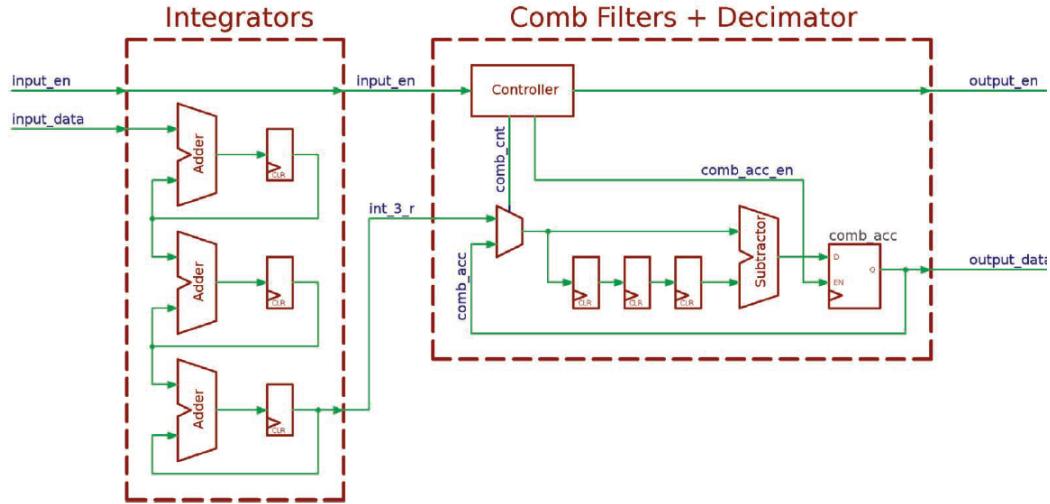 Integrators
Comb Filters + Decimator
input_en
input_en
output_en
Controller
input_data
Adder
CLR
comb_cnt
comb_acc_en
int_3_r
comb_acc
Adder
CLR
comb_acc
CLR
CLR
CLR
Subtractor
D
Q
EN
output_data
Adder
CLR